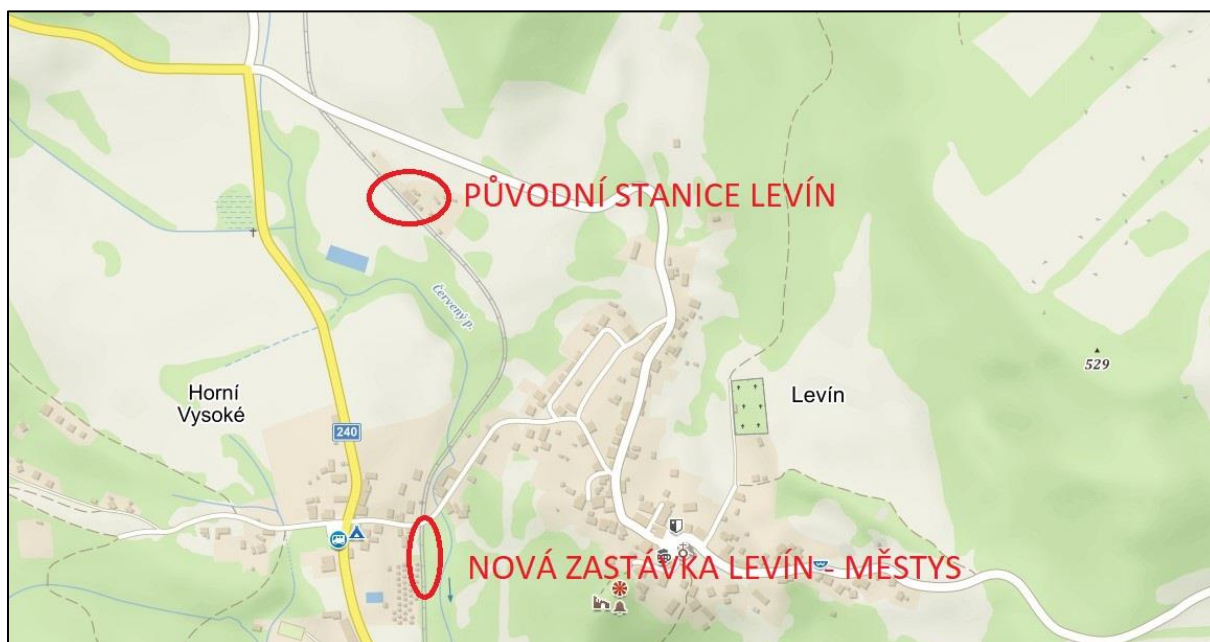 PŮVODNÍ STANICE LEVÍN
Červený p.
529
Horní
Vysoké
Levín
240
NOVÁ ZASTÁVKA LEVÍN – MĚSTYS